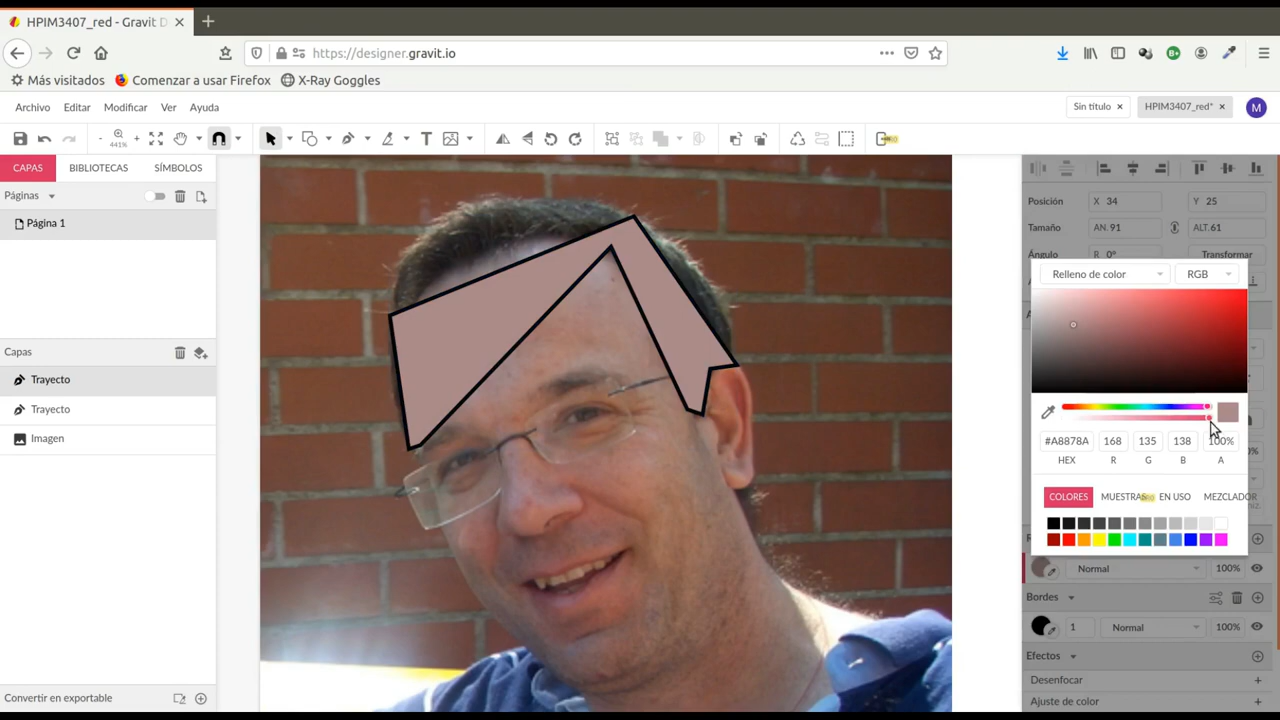 HPIM3407_red - Gravit D
https://designer.gravit.io
Más visitados Comenzar a usar Firefox X-Ray Goggles
Archivo Editar Modificar Ver Ayuda
Sin título HPIM3407_red* M
- + 441%
CAPAS BIBLIOTECAS SÍMBOLOS
Páginas
Página 1
Capas
Trayecto
Trayecto
Imagen
Convertir en exportable
Posición X 34 Y 25
Tamaño AN. 91 ALT. 61
Ángulo R 0° Transformar
Relleno de color RGB
#A8878A 168 135 138 100%
HEX R G B A
COLORES MUESTRAS EN USO MEZCLADOR
Normal 100%
Bordes
1 Normal 100%
Efectos
Desenfocar +
Ajuste de color +